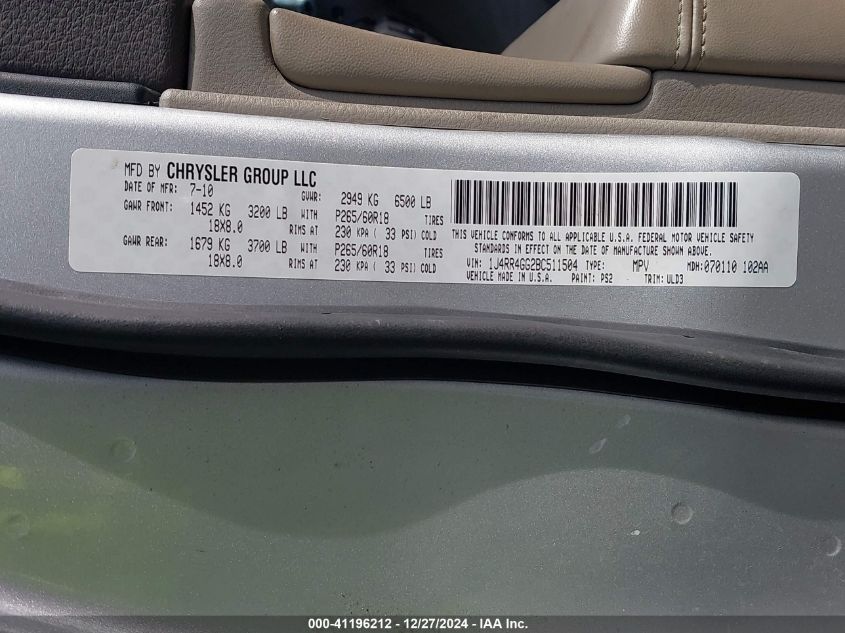 MFD BY CHRYSLER GROUP LLC
DATE OF MFR: 7-10 GVWR: 2949 KG 6500 LB
GAWR FRONT: 1452 KG 3200 LB WITH P265/60R18 TIRES
18X8.0 RIMS AT 230 KPA ( 33 PSI) COLD
GAWR REAR: 1679 KG 3700 LB WITH P265/60R18 TIRES
18X8.0 RIMS AT 230 KPA ( 33 PSI) COLD
THIS VEHICLE CONFORMS TO ALL APPLICABLE U.S.A. FEDERAL MOTOR VEHICLE SAFETY
STANDARDS IN EFFECT ON THE DATE OF MANUFACTURE SHOWN ABOVE.
VIN: 1J4RR4GG2BC511504 TYPE: MPV MDH:070110 102AA
VEHICLE MADE IN U.S.A. PAINT: PS2 TRIM: ULD3
000-41196212 - 12/27/2024 - IAA Inc.